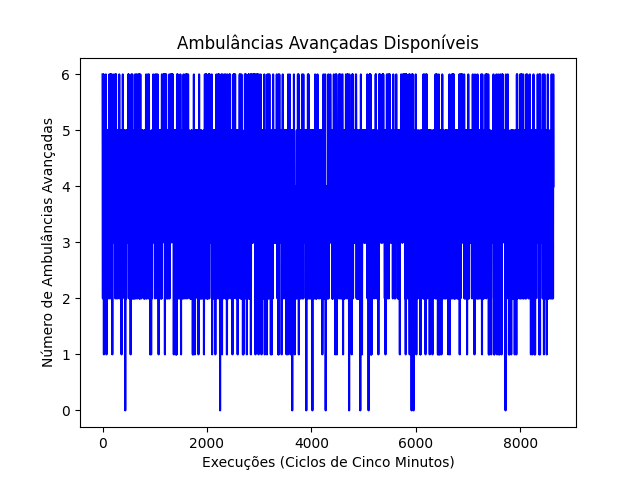 Ambulâncias Avançadas Disponíveis
Número de Ambulâncias Avançadas
6
5
4
3
2
1
0
0 2000 4000 6000 8000
Execuções (Ciclos de Cinco Minutos)